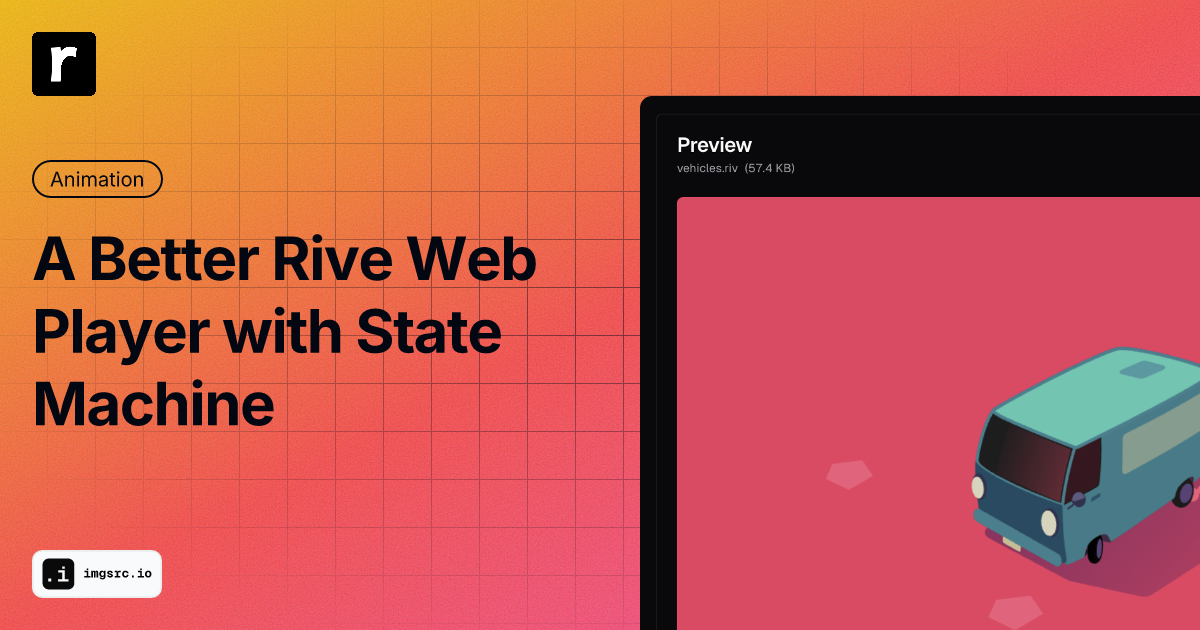 r
Animation
A Better Rive Web
Player with State
Machine
.i imgsrc.io
Preview
vehicles.riv (57.4 KB)